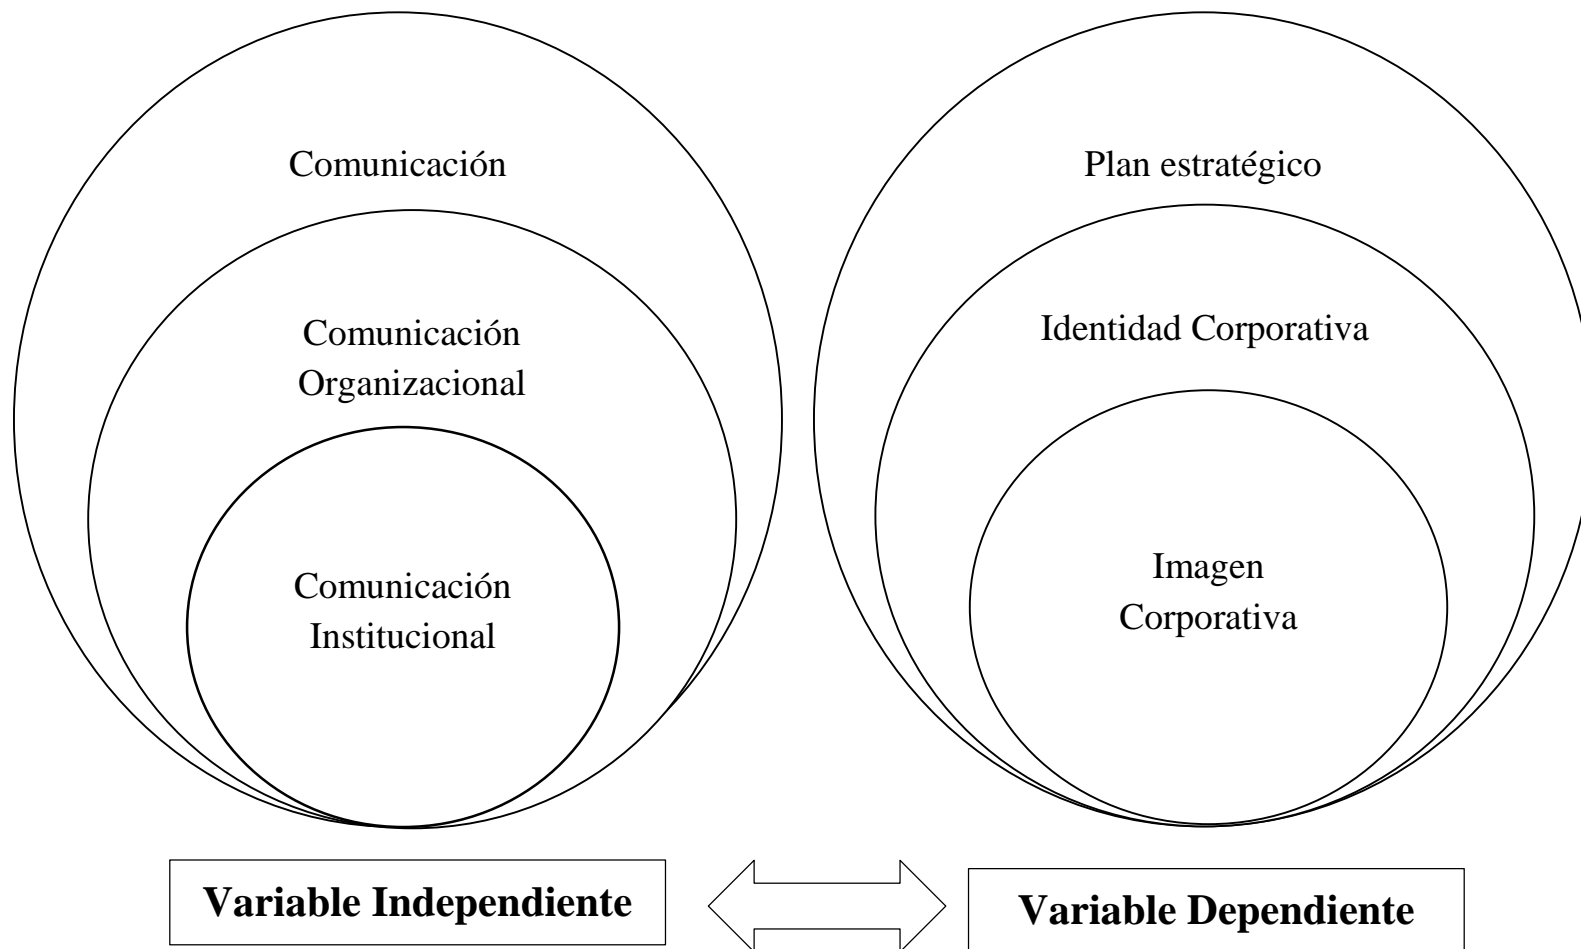 Comunicación
Comunicación
Organizacional
Comunicación
Institucional
Variable Independiente
Plan estratégico
Identidad Corporativa
Imagen
Corporativa
Variable Dependiente